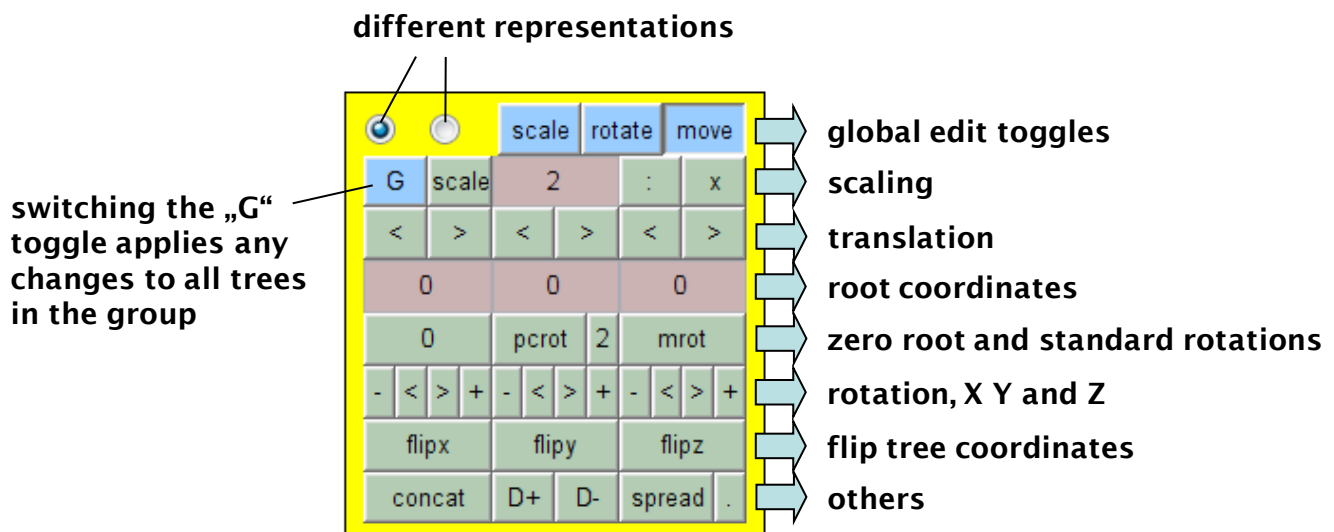 different representations
scale rotate move
global edit toggles
G scale 2 : x
scaling
switching the „G“
toggle applies any
changes to all trees
in the group
< > < > < >
translation
0 0 0
root coordinates
0 pcrot 2 mrot
zero root and standard rotations
- < > + - < > + - < > +
rotation, X Y and Z
flipx flipy flipz
flip tree coordinates
concat D+ D- spread .
others